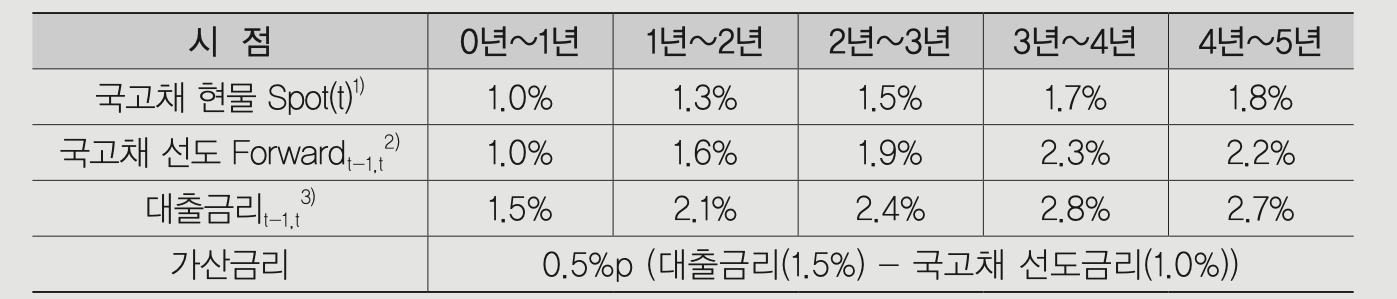 시 점 0년~1년 1년~2년 2년~3년 3년~4년 4년~5년
국고채 현물 Spot(t)1) 1.0% 1.3% 1.5% 1.7% 1.8%
국고채 선도 Forwardt-1,t2) 1.0% 1.6% 1.9% 2.3% 2.2%
대출금리t-1,t3) 1.5% 2.1% 2.4% 2.8% 2.7%
가산금리 0.5%p (대출금리(1.5%) - 국고채 선도금리(1.0%))